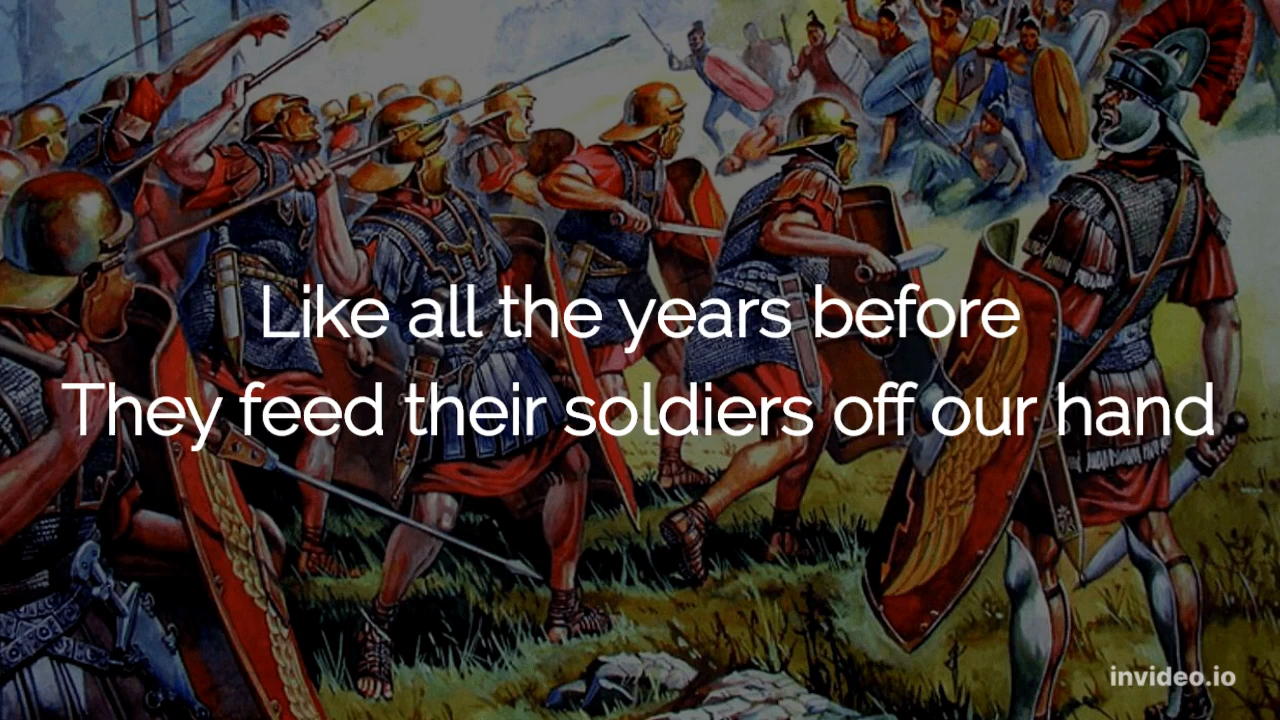 Like all the years before
They feed their soldiers off our hand
invideo.io